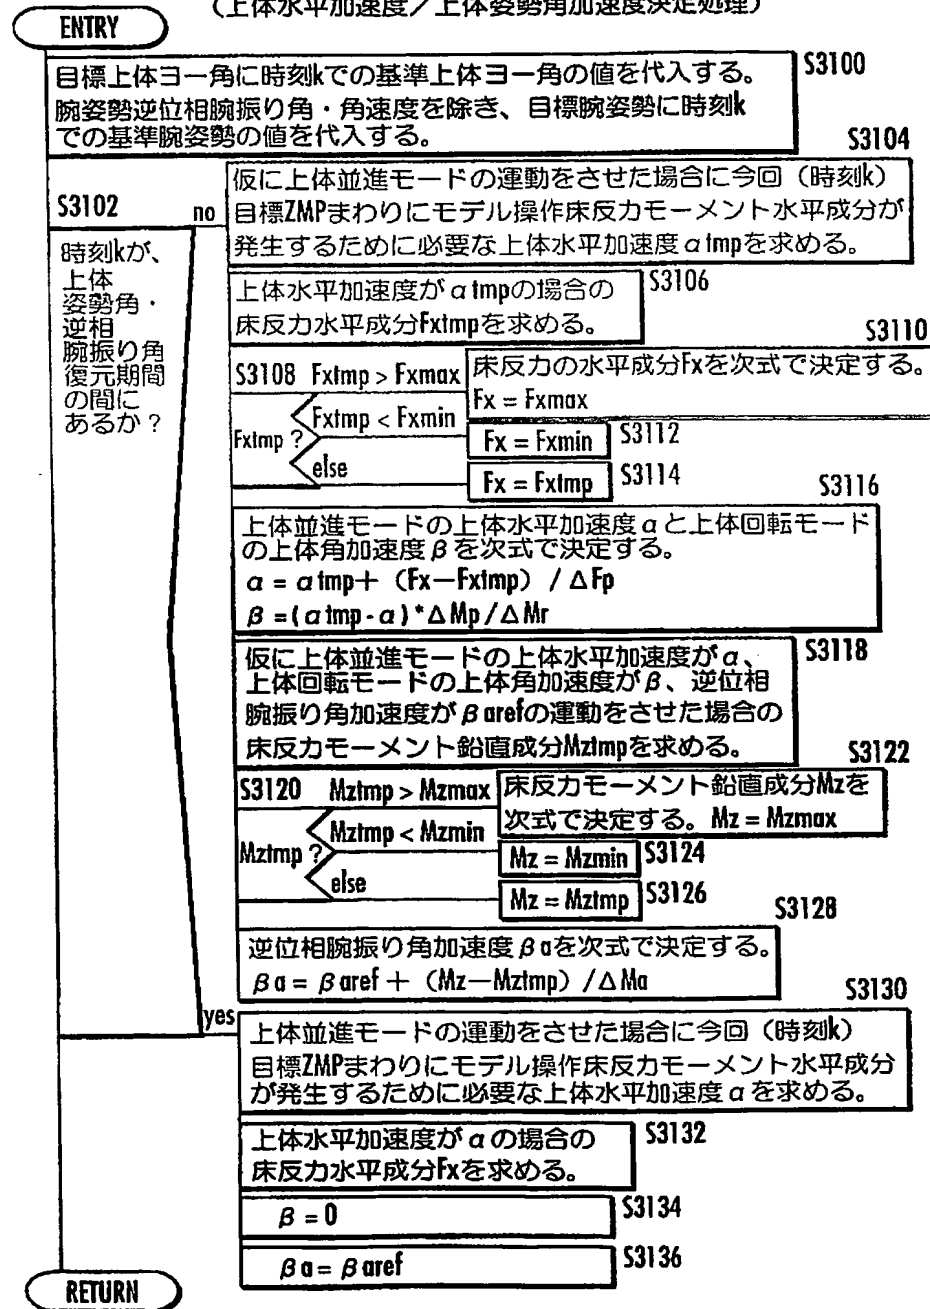 (上体水平加速度/上体姿勢角加速度決定処理)
ENTRY
S3100
目標上体ヨー角に時刻kでの基準上体ヨー角の値を代入する。
腕姿勢逆位相腕振り角・角速度を除き、目標腕姿勢に時刻k
での基準腕姿勢の値を代入する。
S3102
時刻kが、
上体
姿勢角・
逆相
腕振り角
復元期間
の間に
あるか?
no
S3104
仮に上体並進モードの運動をさせた場合に今回(時刻k)
目標ZMPまわりにモデル操作床反力モーメント水平成分が
発生するために必要な上体水平加速度αtmpを求める。
S3106
上体水平加速度がαtmpの場合の
床反力水平成分Fxtmpを求める。
S3108
Fxtmp ?
Fxtmp > Fxmax
S3110
床反力の水平成分Fxを次式で決定する。
Fx = Fxmax
Fxtmp < Fxmin
Fx = Fxmin
S3112
else
Fx = Fxtmp
S3114
S3116
上体並進モードの上体水平加速度αと上体回転モード
の上体角加速度βを次式で決定する。
α = αtmp+ (Fx−Fxtmp) / ΔFp
β =(αtmp - α) * ΔMp / ΔMr
S3118
仮に上体並進モードの上体水平加速度がα、
上体回転モードの上体角加速度がβ、逆位相
腕振り角加速度がβarefの運動をさせた場合の
床反力モーメント鉛直成分Mztmpを求める。
S3120
Mztmp ?
Mztmp > Mzmax
S3122
床反力モーメント鉛直成分Mzを
次式で決定する。Mz = Mzmax
Mztmp < Mzmin
Mz = Mzmin
S3124
else
Mz = Mztmp
S3126
S3128
逆位相腕振り角加速度βaを次式で決定する。
βa = βaref + (Mz−Mztmp) / ΔMa
yes
S3130
上体並進モードの運動をさせた場合に今回(時刻k)
目標ZMPまわりにモデル操作床反力モーメント水平成分
が発生するために必要な上体水平加速度αを求める。
S3132
上体水平加速度がαの場合の
床反力水平成分Fxを求める。
S3134
β = 0
S3136
βa = βaref
RETURN